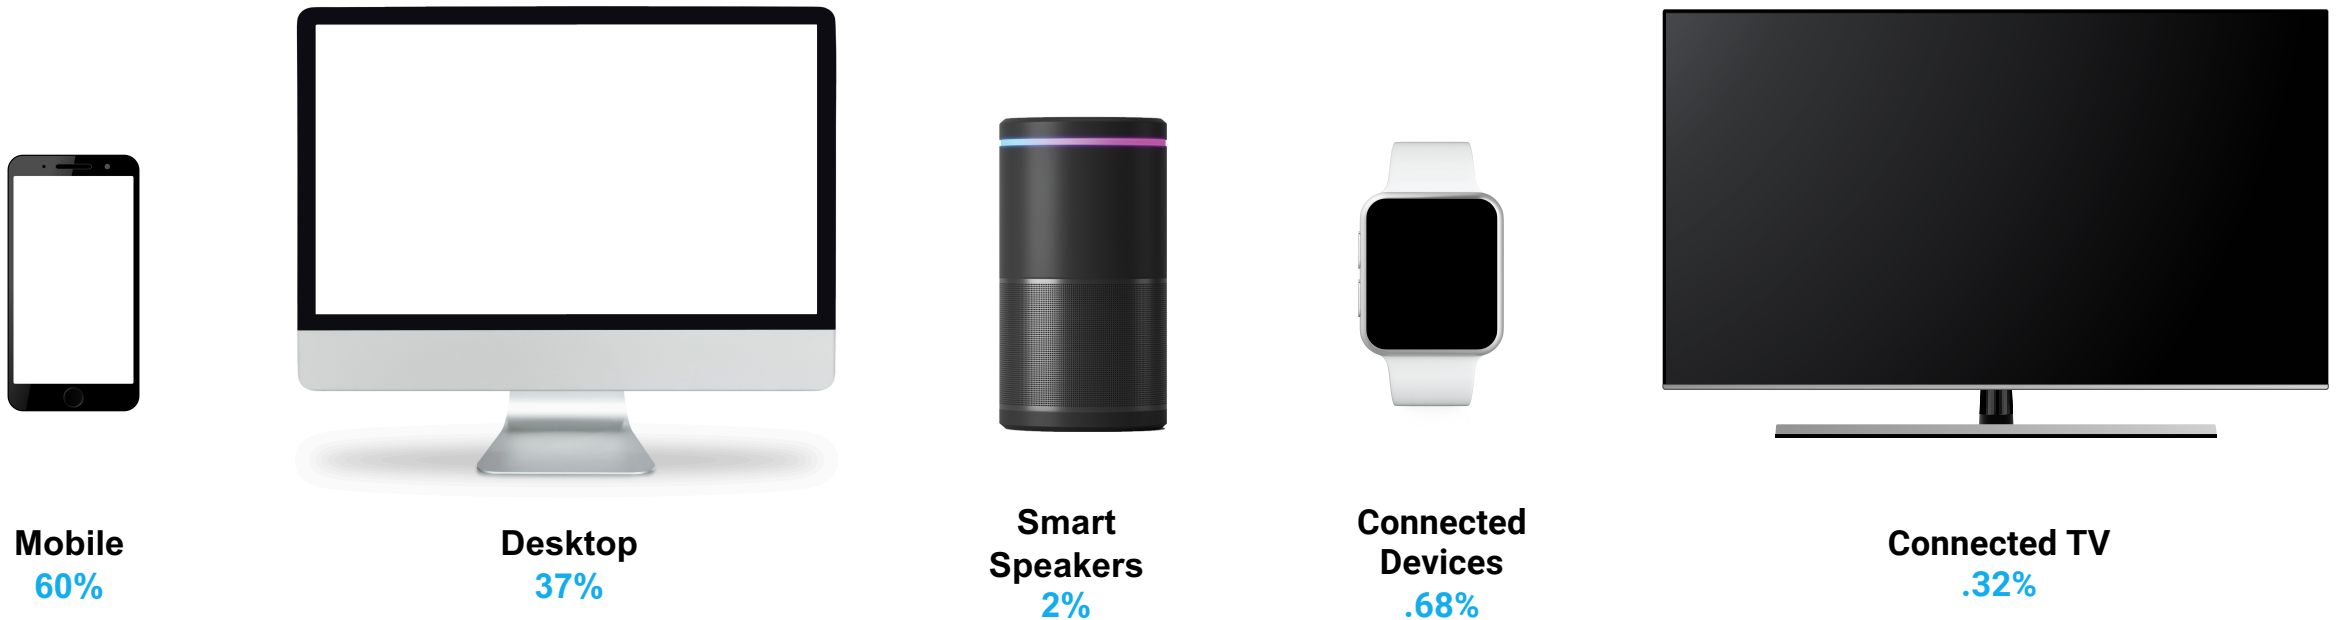 Mobile
60%
Desktop
37%
Smart
Speakers
2%
Connected
Devices
.68%
Connected TV
.32%